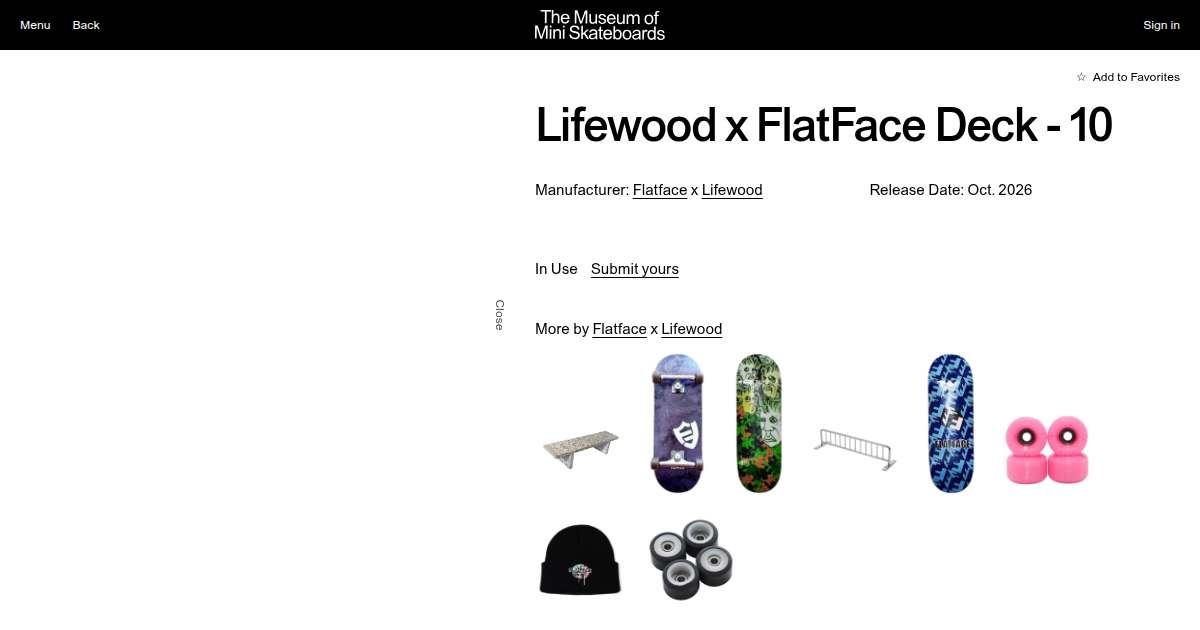 Menu
Back
The Museum of
Mini Skateboards
Sign in
☆ Add to Favorites
Lifewood x FlatFace Deck - 10
Manufacturer: Flatface x Lifewood
Release Date: Oct. 2026
In Use Submit yours
Close
More by Flatface x Lifewood
FLATFACE